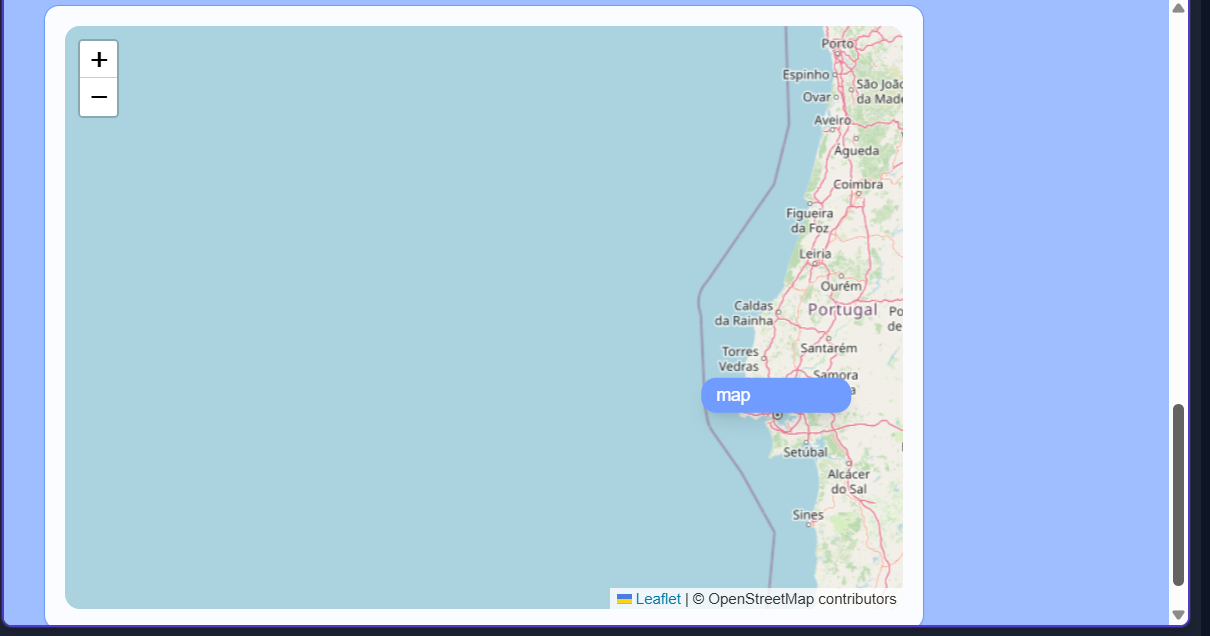 +
−
Porto
Espinho
São João
da Made
Ovar
Aveiro
Águeda
Coimbra
Figueira
da Foz
Leiria
Ourém
Caldas
da Rainha
Portugal
Po
de
Torres
Vedras
Santarém
Samora
map
Setúbal
Alcácer
do Sal
Sines
Leaflet | © OpenStreetMap contributors